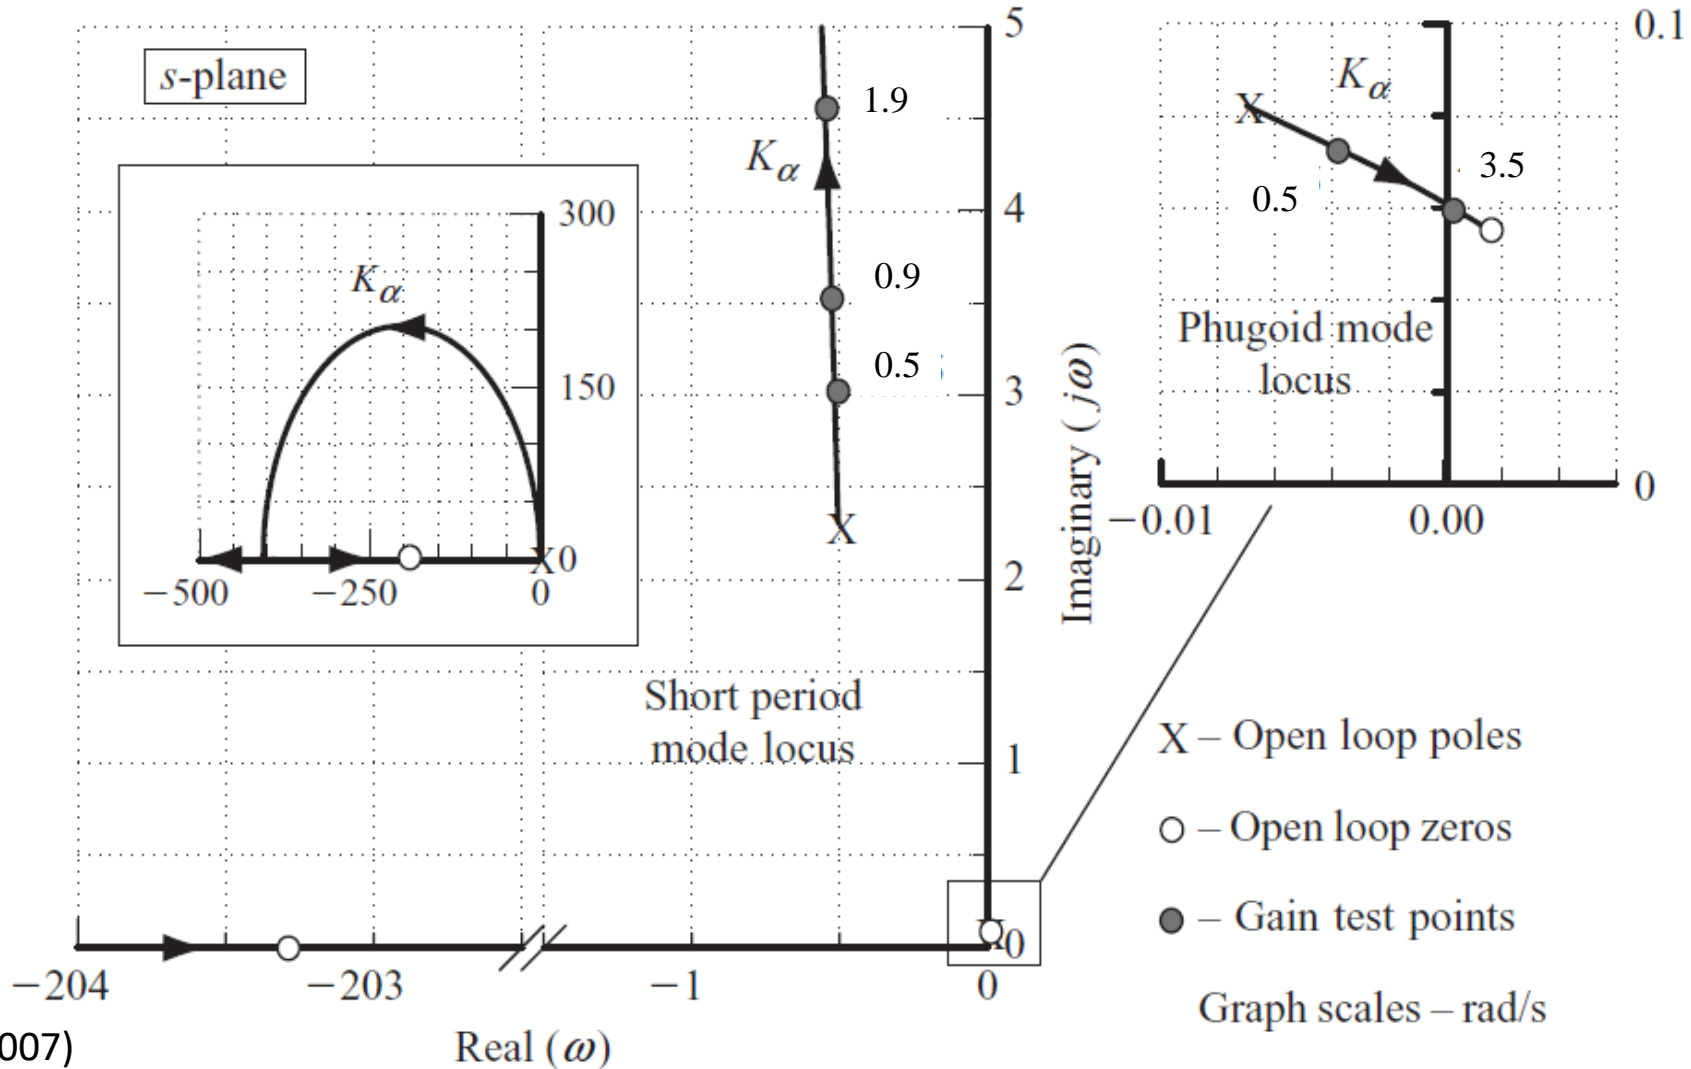 s-plane
5
1.9
Kα
4
0.9
0.5
3
2
1
0
300
Kα
150
X0
−500
−250
0
Short period
mode locus
X
−204
−203
−1
0
Real (ω)
Imaginary ( jω)
007)
0.1
Kα
X
3.5
0.5
Phugoid mode
locus
0
−0.01
0.00
X – Open loop poles
– Open loop zeros
– Gain test points
Graph scales – rad/s